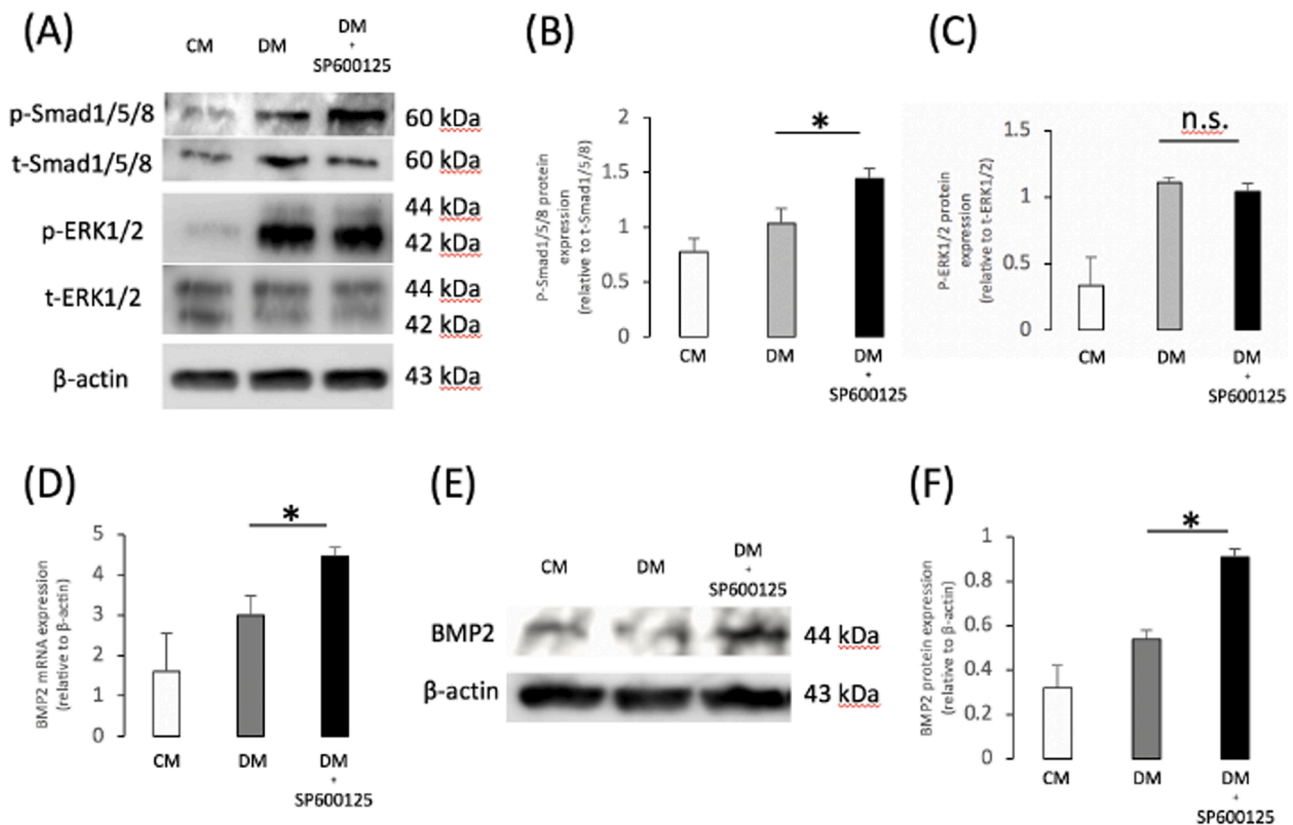 (A)
CM
DM
DM
+
SP600125
p-Smad1/5/8
60 kDa
t-Smad1/5/8
60 kDa
p-ERK1/2
44 kDa
42 kDa
t-ERK1/2
44 kDa
42 kDa
β-actin
43 kDa
(B)
P-Smad1/5/8 protein
expression
(relative to t-Smad1/5/8)
2
1.5
1
0.5
0
*
CM
DM
DM
+
SP600125
(C)
P-ERK1/2 protein
expression
(relative to t-ERK1/2)
1.5
1
0.5
0
n.s.
CM
DM
DM
+
SP600125
(D)
BMP2 mRNA expression
(relative to β-actin)
5
4
3
2
1
0
*
CM
DM
DM
+
SP600125
(E)
CM
DM
DM
+
SP600125
BMP2
44 kDa
β-actin
43 kDa
(F)
BMP2 protein expression
(relative to β-actin)
1
0.8
0.6
0.4
0.2
0
*
CM
DM
DM
+
SP600125